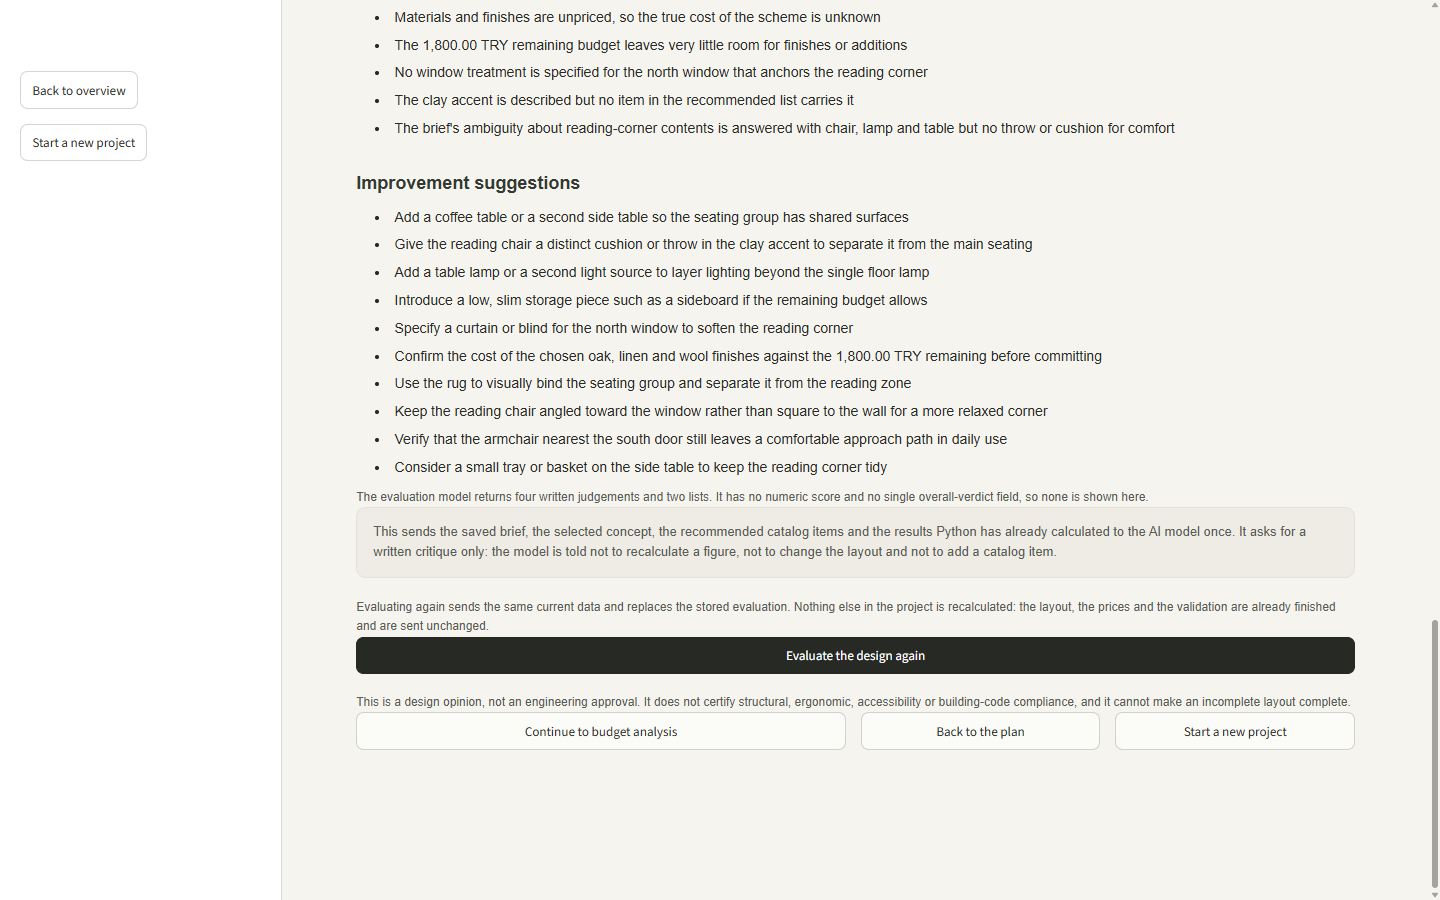 Back to overview
Start a new project
Materials and finishes are unpriced, so the true cost of the scheme is unknown
The 1,800.00 TRY remaining budget leaves very little room for finishes or additions
No window treatment is specified for the north window that anchors the reading corner
The clay accent is described but no item in the recommended list carries it
The brief's ambiguity about reading-corner contents is answered with chair, lamp and table but no throw or cushion for comfort
Improvement suggestions
Add a coffee table or a second side table so the seating group has shared surfaces
Give the reading chair a distinct cushion or throw in the clay accent to separate it from the main seating
Add a table lamp or a second light source to layer lighting beyond the single floor lamp
Introduce a low, slim storage piece such as a sideboard if the remaining budget allows
Specify a curtain or blind for the north window to soften the reading corner
Confirm the cost of the chosen oak, linen and wool finishes against the 1,800.00 TRY remaining before committing
Use the rug to visually bind the seating group and separate it from the reading zone
Keep the reading chair angled toward the window rather than square to the wall for a more relaxed corner
Verify that the armchair nearest the south door still leaves a comfortable approach path in daily use
Consider a small tray or basket on the side table to keep the reading corner tidy
The evaluation model returns four written judgements and two lists. It has no numeric score and no single overall-verdict field, so none is shown here.
This sends the saved brief, the selected concept, the recommended catalog items and the results Python has already calculated to the AI model once. It asks for a
written critique only: the model is told not to recalculate a figure, not to change the layout and not to add a catalog item.
Evaluating again sends the same current data and replaces the stored evaluation. Nothing else in the project is recalculated: the layout, the prices and the validation are already finished
and are sent unchanged.
Evaluate the design again
This is a design opinion, not an engineering approval. It does not certify structural, ergonomic, accessibility or building-code compliance, and it cannot make an incomplete layout complete.
Continue to budget analysis
Back to the plan
Start a new project